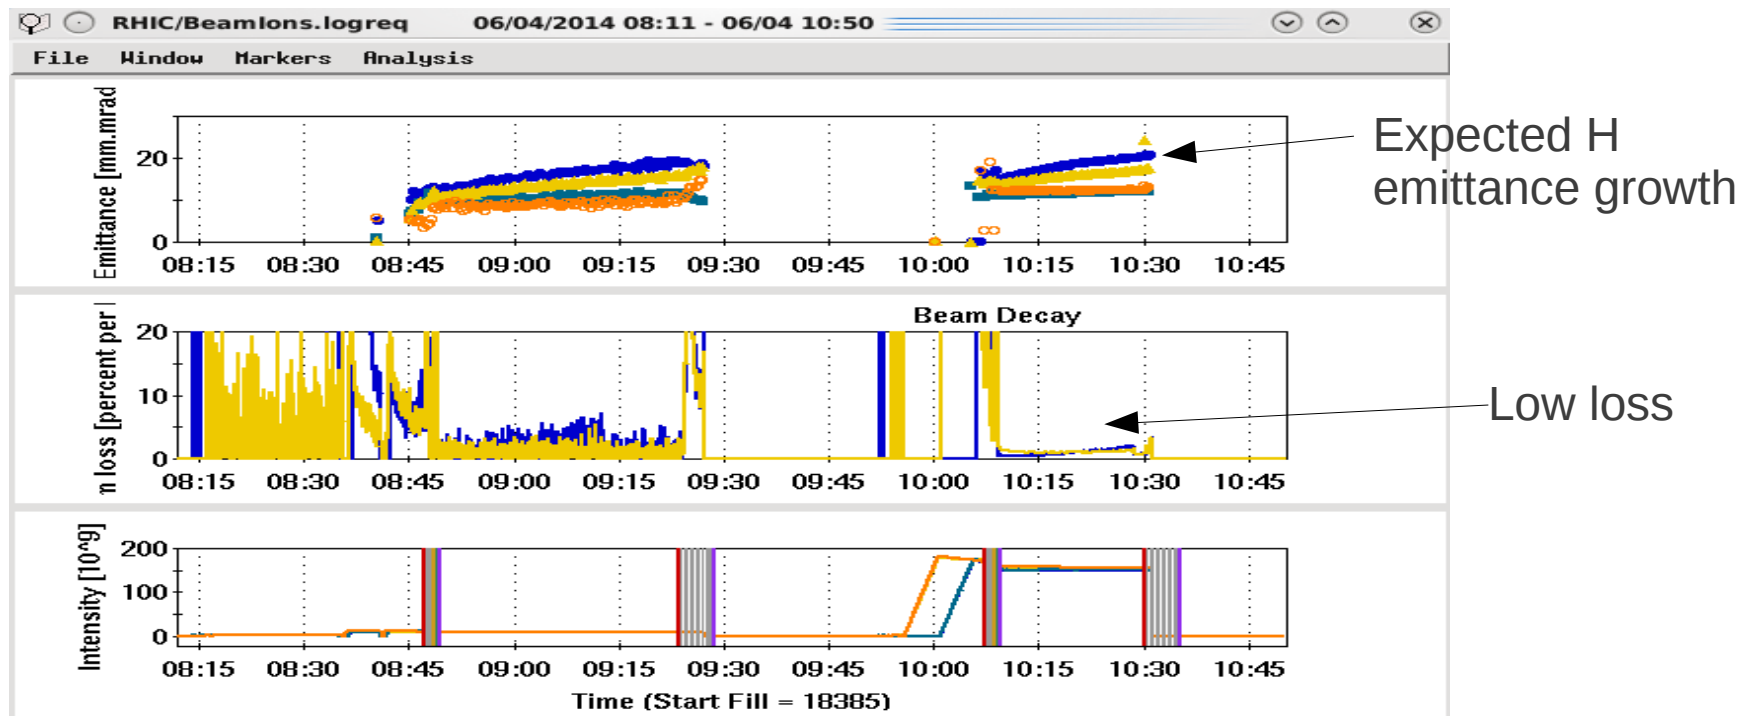 RHIC/BeamIons.logreq 06/04/2014 08:11 - 06/04 10:50
File Window Markers Analysis
Emittance [mm.mrad
20
10
0
08:15 08:30 08:45 09:00 09:15 09:30 09:45 10:00 10:15 10:30 10:45
Expected H
emittance growth
Beam Decay
loss [percent per
20
10
0
08:15 08:30 08:45 09:00 09:15 09:30 09:45 10:00 10:15 10:30 10:45
Low loss
Intensity [10^9]
200
100
0
08:15 08:30 08:45 09:00 09:15 09:30 09:45 10:00 10:15 10:30 10:45
Time (Start Fill = 18385)